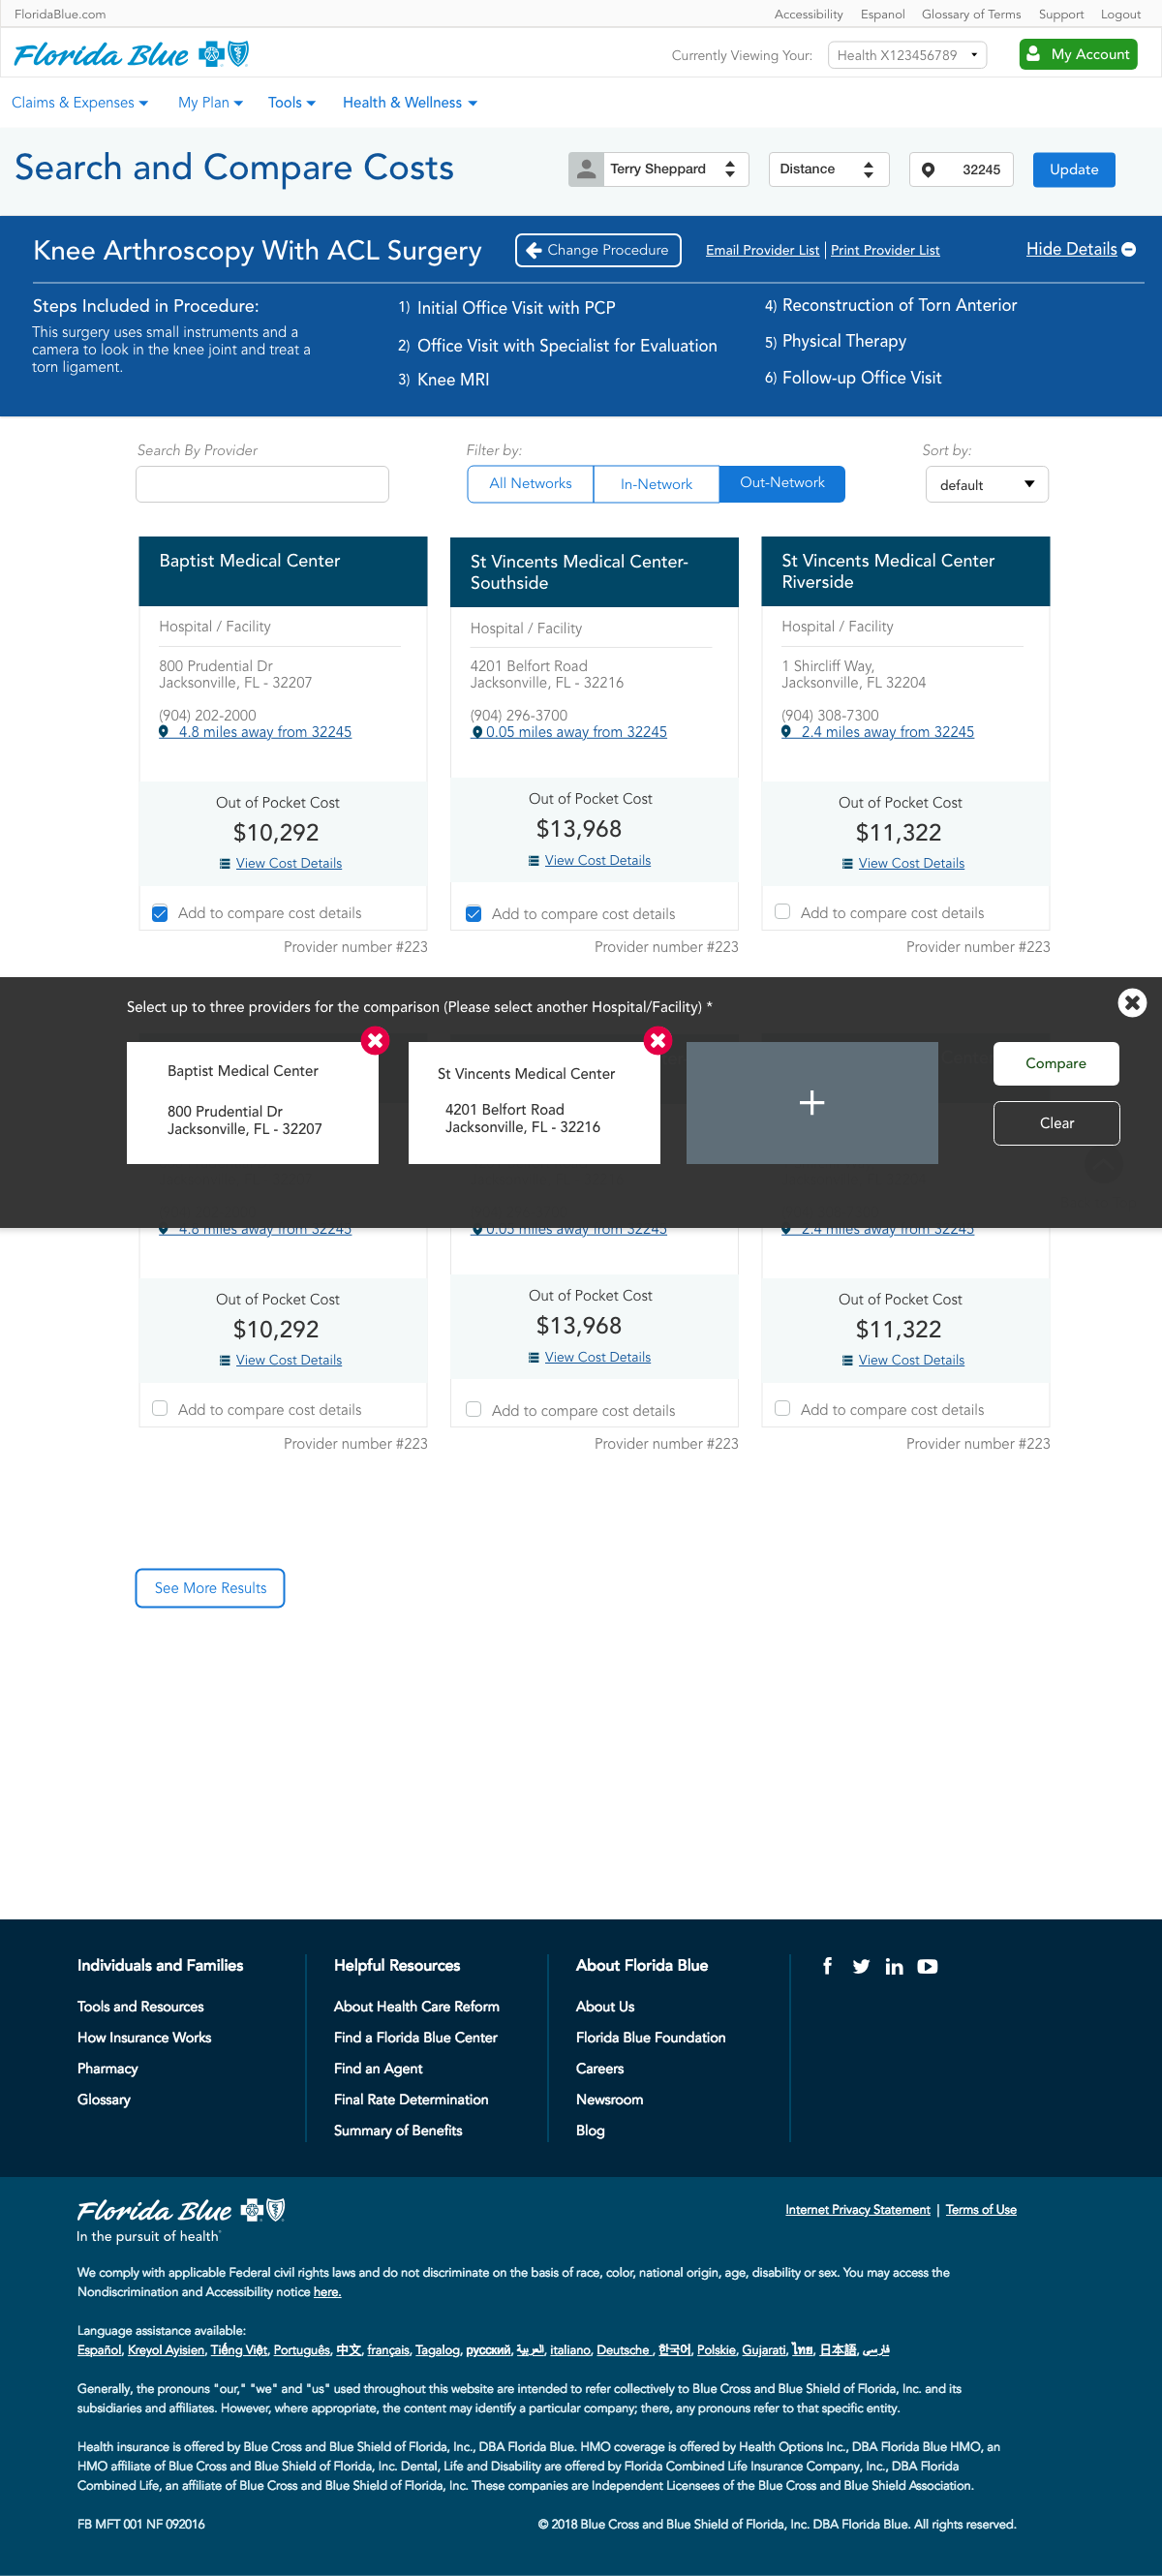 FloridaBlue.com Accessibility Espanol Glossary of Terms Support Logout
Florida Blue Currently Viewing Your: Health X123456789 My Account
Claims & Expenses My Plan Tools Health & Wellness
Search and Compare Costs Terry Sheppard Distance 32245 Update
Knee Arthroscopy With ACL Surgery Change Procedure Email Provider List | Print Provider List Hide Details
Steps Included in Procedure:
This surgery uses small instruments and a
camera to look in the knee joint and treat a
torn ligament.
1) Initial Office Visit with PCP
2) Office Visit with Specialist for Evaluation
3) Knee MRI
4) Reconstruction of Torn Anterior
5) Physical Therapy
6) Follow-up Office Visit
Search By Provider
Filter by:
All Networks In-Network Out-Network
Sort by:
default
Baptist Medical Center
Hospital / Facility
800 Prudential Dr
Jacksonville, FL - 32207
(904) 202-2000
4.8 miles away from 32245
Out of Pocket Cost
$10,292
View Cost Details
Add to compare cost details
Provider number #223
St Vincents Medical Center-
Southside
Hospital / Facility
4201 Belfort Road
Jacksonville, FL - 32216
(904) 296-3700
0.05 miles away from 32245
Out of Pocket Cost
$13,968
View Cost Details
Add to compare cost details
Provider number #223
St Vincents Medical Center
Riverside
Hospital / Facility
1 Shircliff Way,
Jacksonville, FL 32204
(904) 308-7300
2.4 miles away from 32245
Out of Pocket Cost
$11,322
View Cost Details
Add to compare cost details
Provider number #223
Select up to three providers for the comparison (Please select another Hospital/Facility) *
Baptist Medical Center
800 Prudential Dr
Jacksonville, FL - 32207
St Vincents Medical Center
4201 Belfort Road
Jacksonville, FL - 32216
Compare
Clear
4.8 miles away from 32245
Out of Pocket Cost
$10,292
View Cost Details
Add to compare cost details
Provider number #223
0.05 miles away from 32245
Out of Pocket Cost
$13,968
View Cost Details
Add to compare cost details
Provider number #223
2.4 miles away from 32245
Out of Pocket Cost
$11,322
View Cost Details
Add to compare cost details
Provider number #223
See More Results
Individuals and Families
Tools and Resources
How Insurance Works
Pharmacy
Glossary
Helpful Resources
About Health Care Reform
Find a Florida Blue Center
Find an Agent
Final Rate Determination
Summary of Benefits
About Florida Blue
About Us
Florida Blue Foundation
Careers
Newsroom
Blog
Florida Blue
In the pursuit of health
Internet Privacy Statement | Terms of Use
We comply with applicable Federal civil rights laws and do not discriminate on the basis of race, color, national origin, age, disability or sex. You may access the
Nondiscrimination and Accessibility notice here.
Language assistance available:
Español, Kreyol Ayisien, Tiếng Việt, Português, 中文, français, Tagalog, русский, العربية, italiano, Deutsche , 한국어, Polskie, Gujarati, ไทย, 日本語, فارسی
Generally, the pronouns "our," "we" and "us" used throughout this website are intended to refer collectively to Blue Cross and Blue Shield of Florida, Inc. and its
subsidiaries and affiliates. However, where appropriate, the content may identify a particular company; there, any pronouns refer to that specific entity.
Health insurance is offered by Blue Cross and Blue Shield of Florida, Inc., DBA Florida Blue. HMO coverage is offered by Health Options Inc., DBA Florida Blue HMO, an
HMO affiliate of Blue Cross and Blue Shield of Florida, Inc. Dental, Life and Disability are offered by Florida Combined Life Insurance Company, Inc., DBA Florida
Combined Life, an affiliate of Blue Cross and Blue Shield of Florida, Inc. These companies are Independent Licensees of the Blue Cross and Blue Shield Association.
FB MFT 001 NF 092016 © 2018 Blue Cross and Blue Shield of Florida, Inc. DBA Florida Blue. All rights reserved.